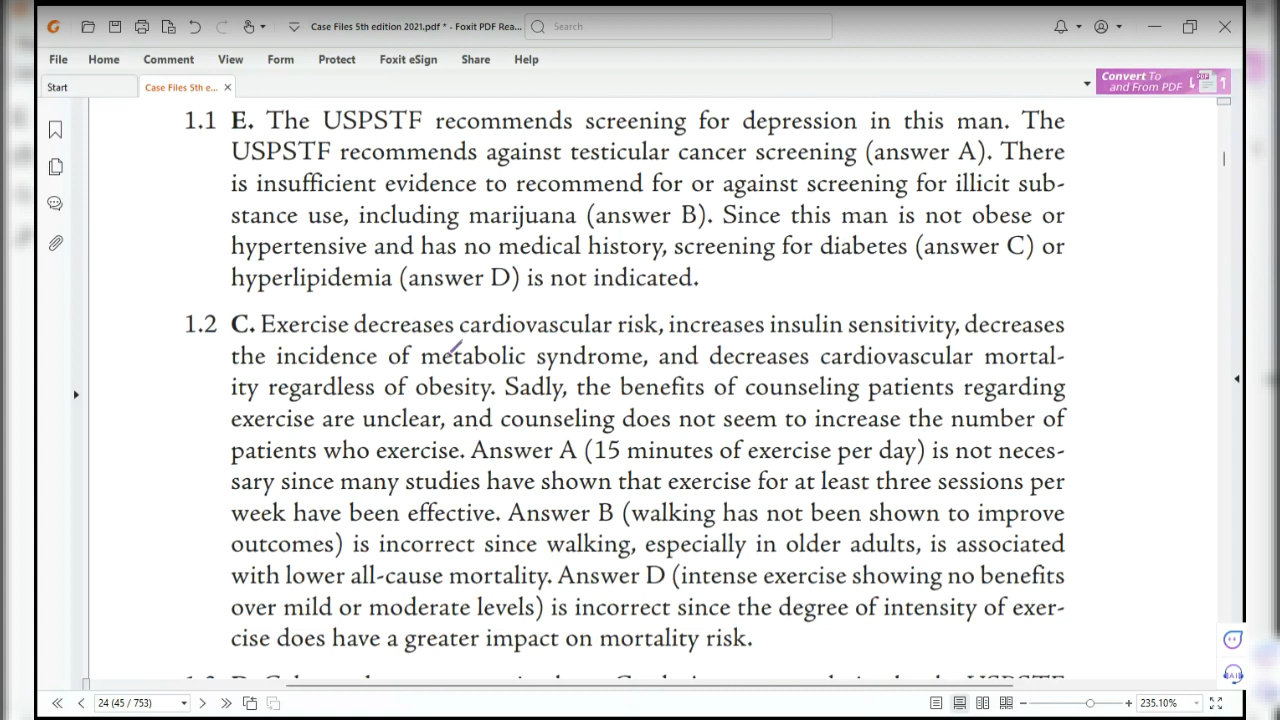 Case Files 5th edition 2021.pdf * - Foxit PDF Rea...
Search
File Home Comment View Form Protect Foxit eSign Share Help
Start
Case Files 5th e...
Convert To
and From PDF
PDF
1.1 E. The USPSTF recommends screening for depression in this man. The
USPSTF recommends against testicular cancer screening (answer A). There
is insufficient evidence to recommend for or against screening for illicit sub-
stance use, including marijuana (answer B). Since this man is not obese or
hypertensive and has no medical history, screening for diabetes (answer C) or
hyperlipidemia (answer D) is not indicated.
1.2 C. Exercise decreases cardiovascular risk, increases insulin sensitivity, decreases
the incidence of metabolic syndrome, and decreases cardiovascular mortal-
ity regardless of obesity. Sadly, the benefits of counseling patients regarding
exercise are unclear, and counseling does not seem to increase the number of
patients who exercise. Answer A (15 minutes of exercise per day) is not neces-
sary since many studies have shown that exercise for at least three sessions per
week have been effective. Answer B (walking has not been shown to improve
outcomes) is incorrect since walking, especially in older adults, is associated
with lower all-cause mortality. Answer D (intense exercise showing no benefits
over mild or moderate levels) is incorrect since the degree of intensity of exer-
cise does have a greater impact on mortality risk.
24 (45 / 753)
235.10%